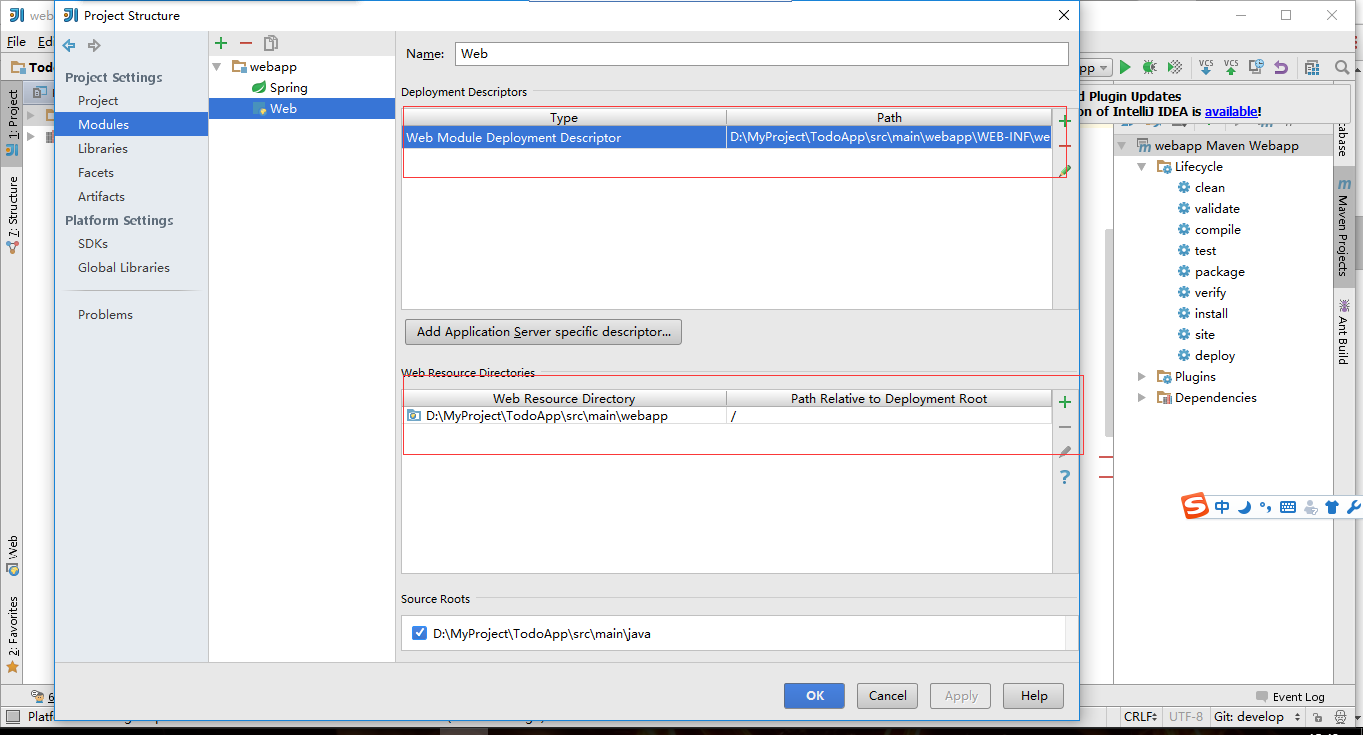 web
Project Structure
File
Ed
Tod
Project Settings
Project
Modules
Libraries
Facets
Artifacts
Platform Settings
SDKs
Global Libraries
Problems
webapp
Spring
Web
Name: Web
Deployment Descriptors
Type Path
Web Module Deployment Descriptor D:\MyProject\TodoApp\src\main\webapp\WEB-INF\we
Add Application Server specific descriptor...
Web Resource Directories
Web Resource Directory Path Relative to Deployment Root
D:\MyProject\TodoApp\src\main\webapp /
Source Roots
D:\MyProject\TodoApp\src\main\java
OK Cancel Apply Help
1: Project
7: Structure
Web
2: Favorites
pp
VCS VCS
d Plugin Updates
on of IntelliJ IDEA is available!
webapp Maven Webapp
Lifecycle
clean
validate
compile
test
package
verify
install
site
deploy
Plugins
Dependencies
abase
m
Maven Projects
Ant Build
S 中
6
Event Log
Platf
CRLF UTF-8 Git: develop